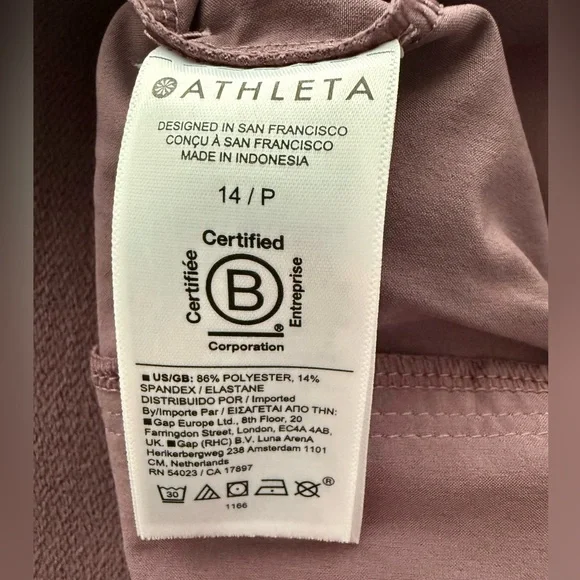 ATHLETA
DESIGNED IN SAN FRANCISCO
CONÇU À SAN FRANCISCO
MADE IN INDONESIA
14 / P
Certified
Certifiée
B
Entreprise
®
Corporation
■ US/GB: 86% POLYESTER, 14%
SPANDEX / ELASTANE
DISTRIBUIDO POR / Imported
By/Importe Par / ΕΙΣΑΓΕΤΑΙ ΑΠΟ ΤΗΝ:
■Gap Europe Ltd., 8th Floor, 20
Farringdon Street, London, EC4A 4AB,
UK. ■Gap (RHC) B.V. Luna ArenA
Herikerbergweg 238 Amsterdam 1101
CM, Netherlands
RN 54023 / CA 17897
30
®
1166